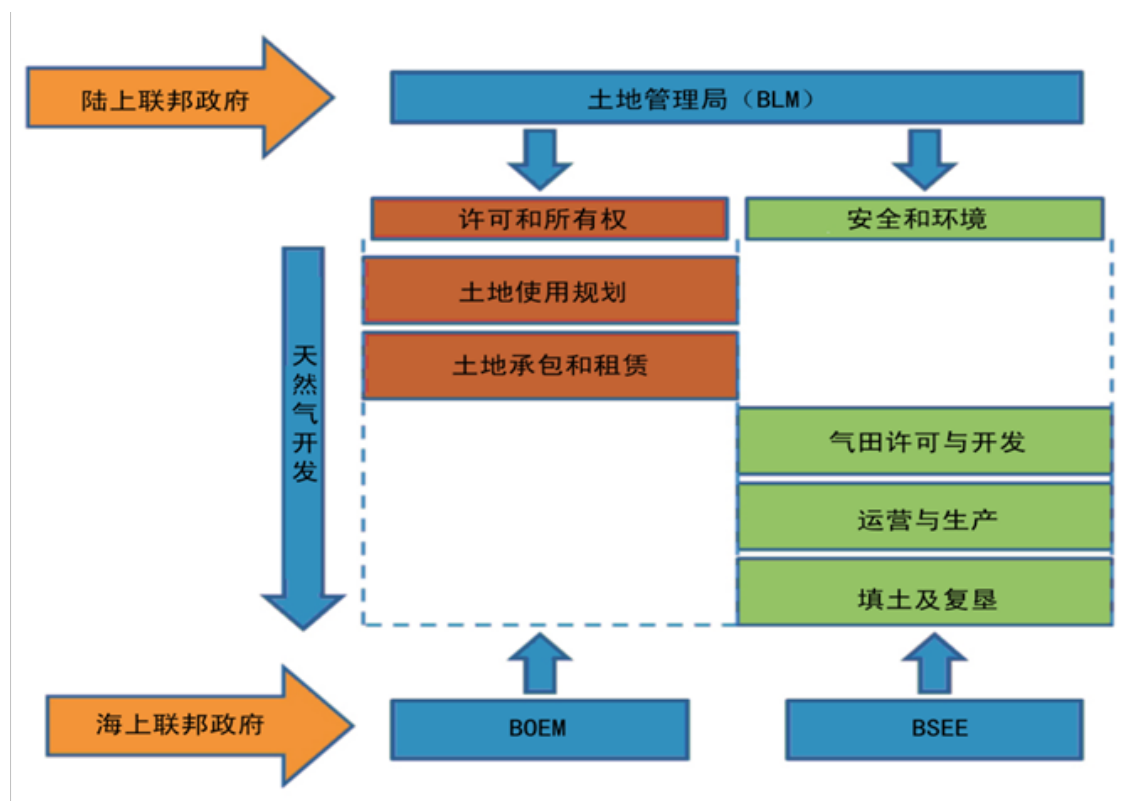 陆上联邦政府
土地管理局（BLM）
许可和所有权
安全和环境
土地使用规划
土地承包和租赁
天然气开发
气田许可与开发
运营与生产
填土及复垦
海上联邦政府
BOEM
BSEE